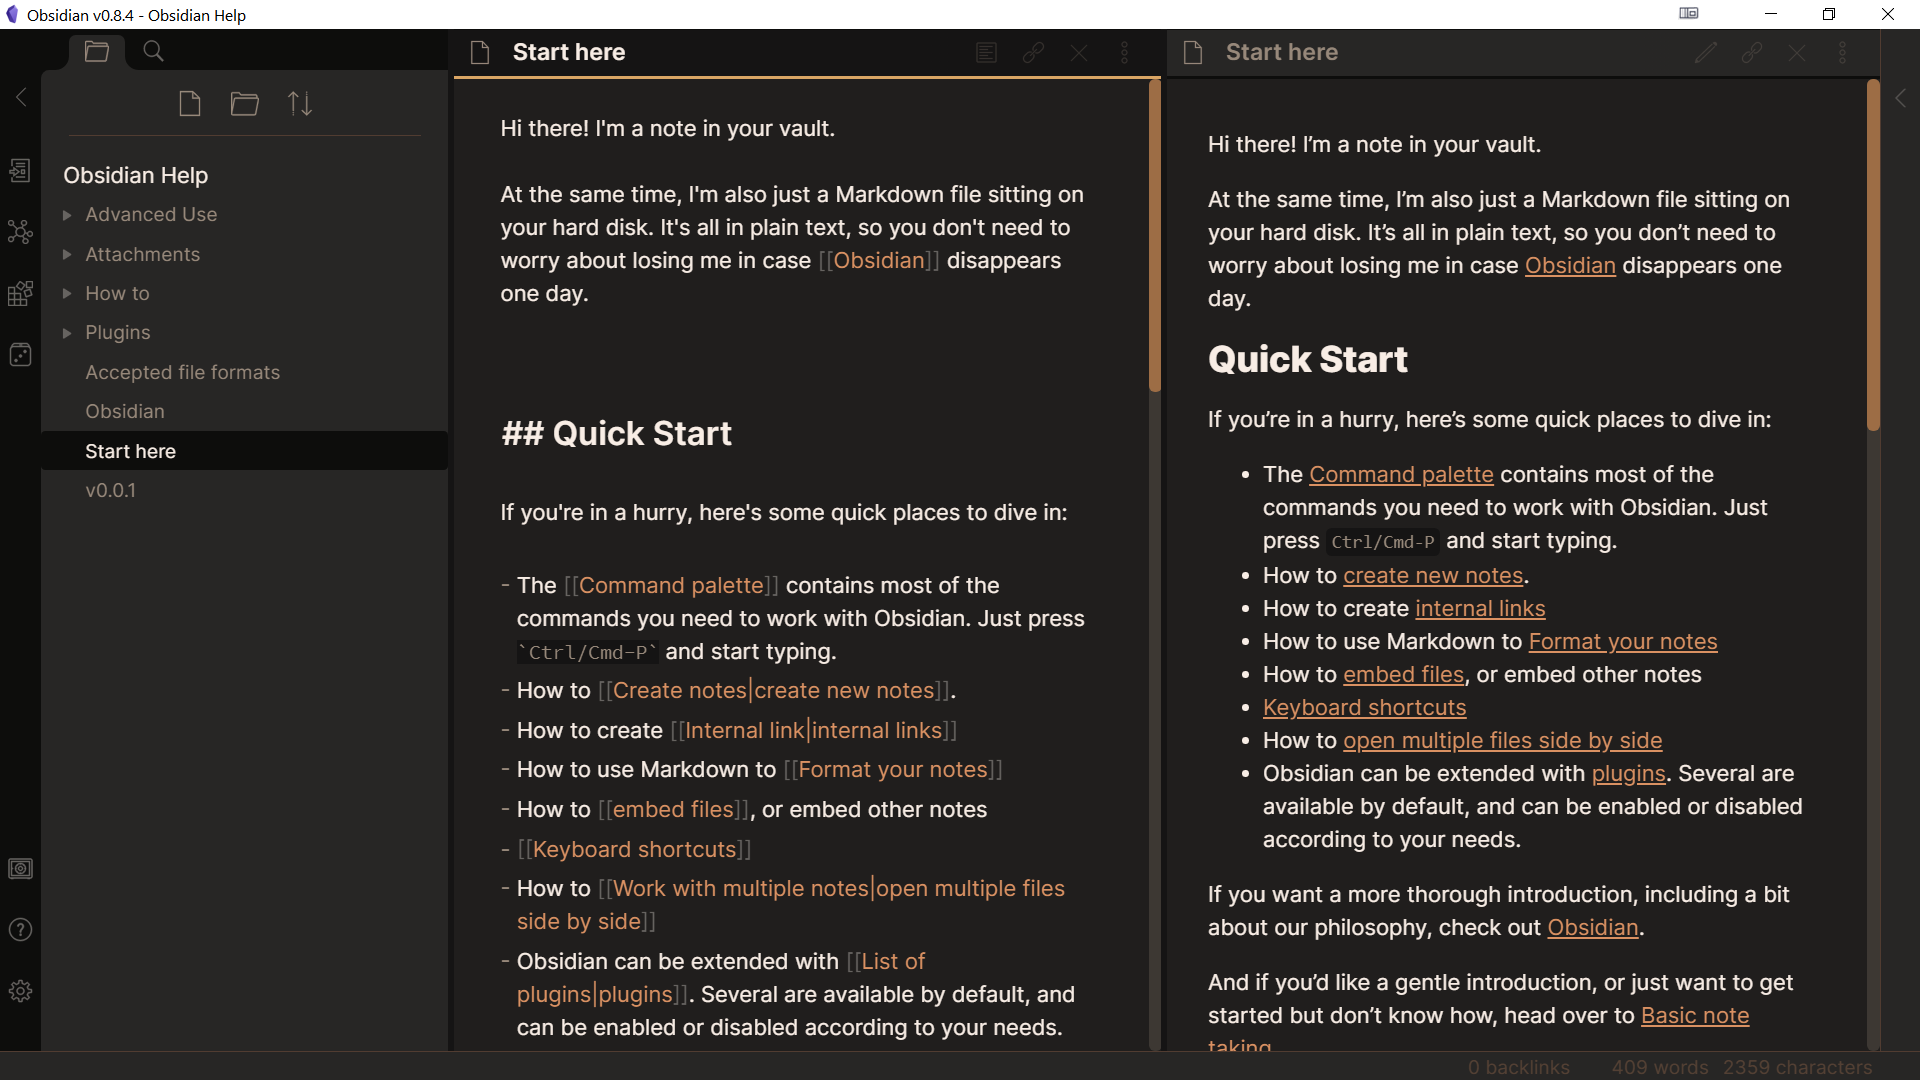 Obsidian v0.8.4 - Obsidian Help
Obsidian Help
Advanced Use
Attachments
How to
Plugins
Accepted file formats
Obsidian
Start here
v0.0.1
Start here
Hi there! I'm a note in your vault.
At the same time, I'm also just a Markdown file sitting on
your hard disk. It's all in plain text, so you don't need to
worry about losing me in case [[Obsidian]] disappears
one day.
## Quick Start
If you're in a hurry, here's some quick places to dive in:
- The [[Command palette]] contains most of the
commands you need to work with Obsidian. Just press
`Ctrl/Cmd-P` and start typing.
- How to [[Create notes|create new notes]].
- How to create [[Internal link|internal links]]
- How to use Markdown to [[Format your notes]]
- How to [[embed files]], or embed other notes
- [[Keyboard shortcuts]]
- How to [[Work with multiple notes|open multiple files
side by side]]
- Obsidian can be extended with [[List of
plugins|plugins]]. Several are available by default, and
can be enabled or disabled according to your needs.
Start here
Hi there! I’m a note in your vault.
At the same time, I’m also just a Markdown file sitting on
your hard disk. It’s all in plain text, so you don’t need to
worry about losing me in case Obsidian disappears one
day.
Quick Start
If you’re in a hurry, here’s some quick places to dive in:
• The Command palette contains most of the
commands you need to work with Obsidian. Just
press Ctrl/Cmd-P and start typing.
• How to create new notes.
• How to create internal links
• How to use Markdown to Format your notes
• How to embed files, or embed other notes
• Keyboard shortcuts
• How to open multiple files side by side
• Obsidian can be extended with plugins. Several are
available by default, and can be enabled or disabled
according to your needs.
If you want a more thorough introduction, including a bit
about our philosophy, check out Obsidian.
And if you’d like a gentle introduction, or just want to get
started but don’t know how, head over to Basic note
taking
0 backlinks 409 words 2359 characters